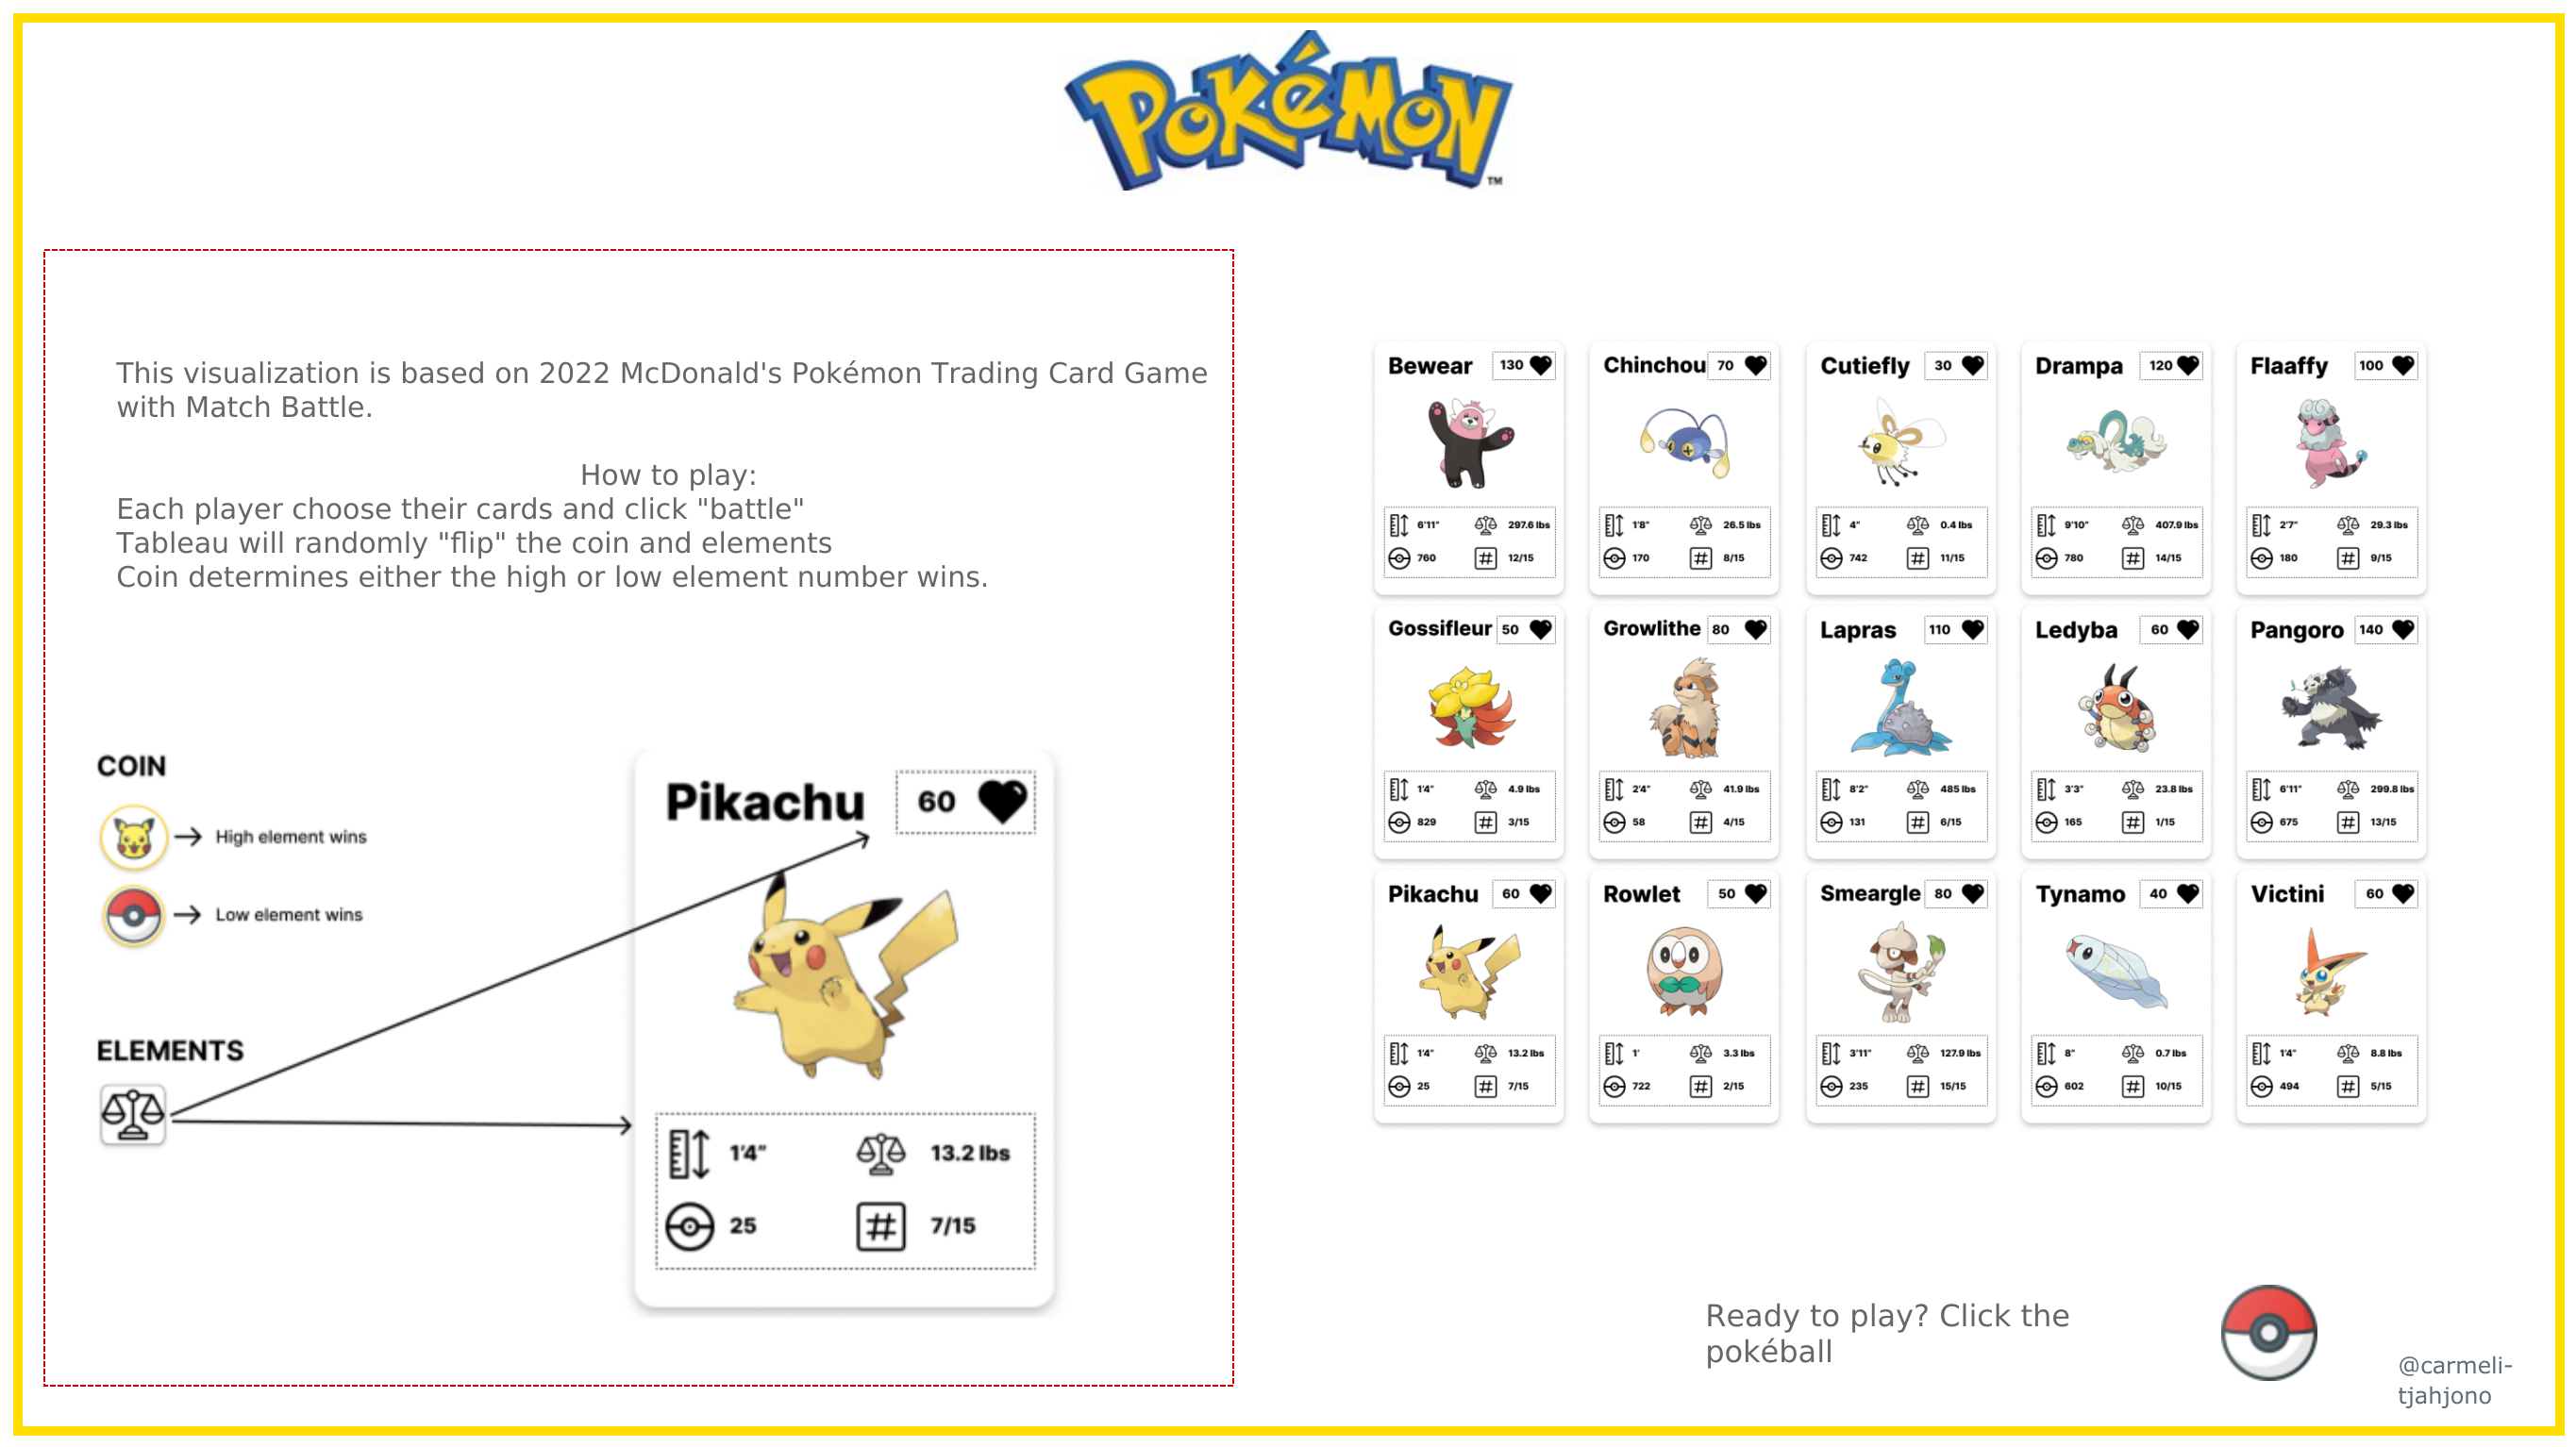 POKéMON
TM
This visualization is based on 2022 McDonald's Pokémon Trading Card Game
with Match Battle.
How to play:
Each player choose their cards and click "battle"
Tableau will randomly "flip" the coin and elements
Coin determines either the high or low element number wins.
COIN
High element wins
Low element wins
ELEMENTS
Pikachu 60
1'4" 13.2 lbs
25 # 7/15
Bewear 130
6'11" 297.6 lbs
760 # 12/15
Chinchou 70
1'8" 26.5 lbs
170 # 8/15
Cutiefly 30
4" 0.4 lbs
742 # 11/15
Drampa 120
9'10" 407.9 lbs
780 # 14/15
Flaaffy 100
2'7" 29.3 lbs
180 # 9/15
Gossifleur 50
1'4" 4.9 lbs
829 # 3/15
Growlithe 80
2'4" 41.9 lbs
58 # 4/15
Lapras 110
8'2" 485 lbs
131 # 6/15
Ledyba 60
3'3" 23.8 lbs
165 # 1/15
Pangoro 140
6'11" 299.8 lbs
675 # 13/15
Pikachu 60
1'4" 13.2 lbs
25 # 7/15
Rowlet 50
1' 3.3 lbs
722 # 2/15
Smeargle 80
3'11" 127.9 lbs
235 # 15/15
Tynamo 40
8" 0.7 lbs
602 # 10/15
Victini 60
1'4" 8.8 lbs
494 # 5/15
Ready to play? Click the
pokéball
@carmeli-
tjahjono